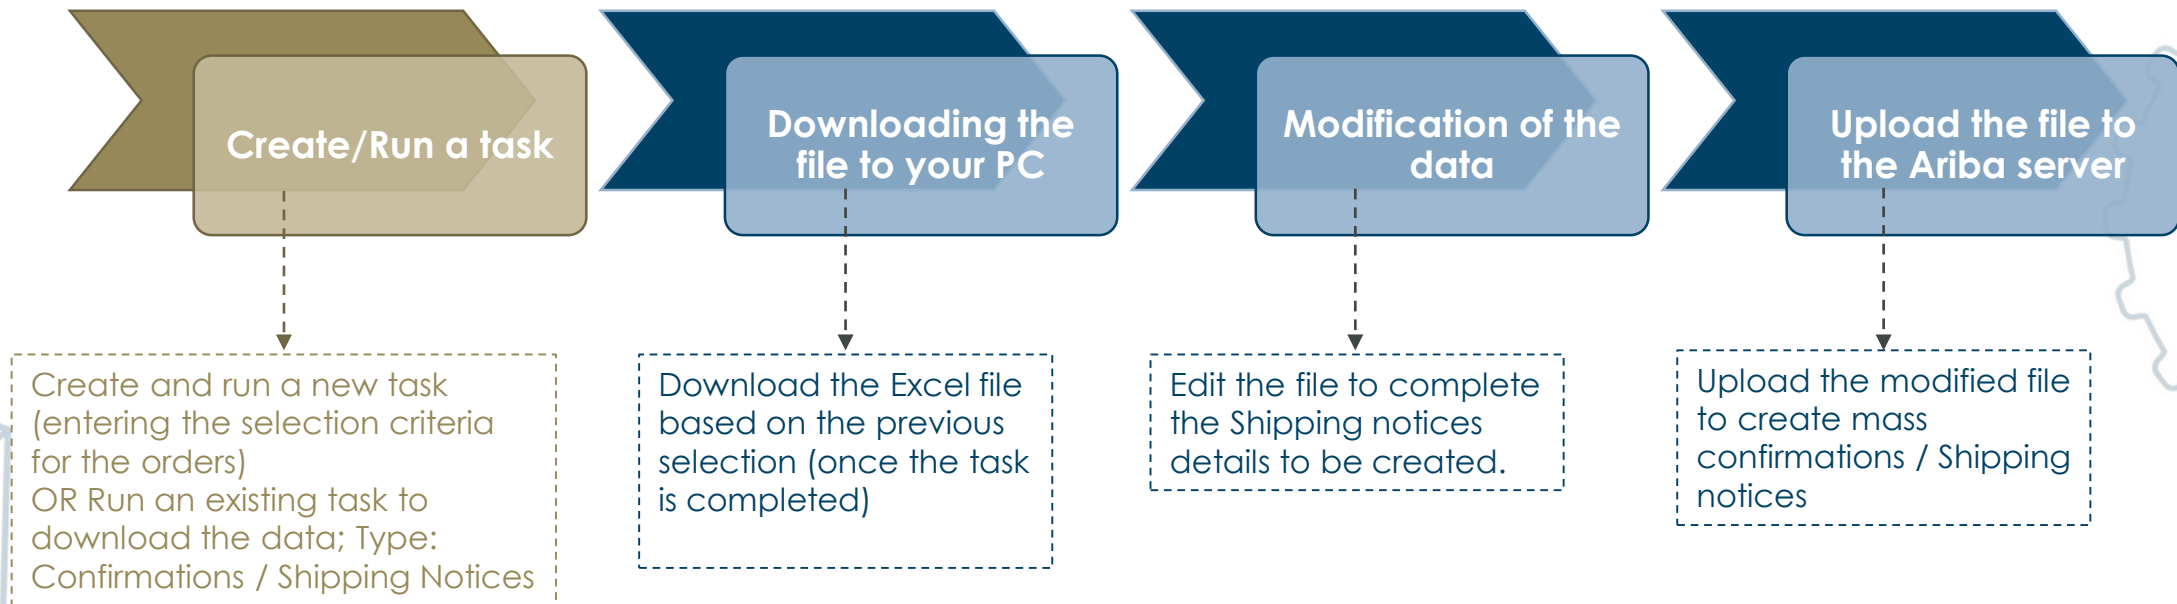 Create/Run a task
Downloading the
file to your PC
Modification of the
data
Upload the file to
the Ariba server
Create and run a new task
(entering the selection criteria
for the orders)
OR Run an existing task to
download the data; Type:
Confirmations / Shipping Notices
Download the Excel file
based on the previous
selection (once the task
is completed)
Edit the file to complete
the Shipping notices
details to be created.
Upload the modified file
to create mass
confirmations / Shipping
notices